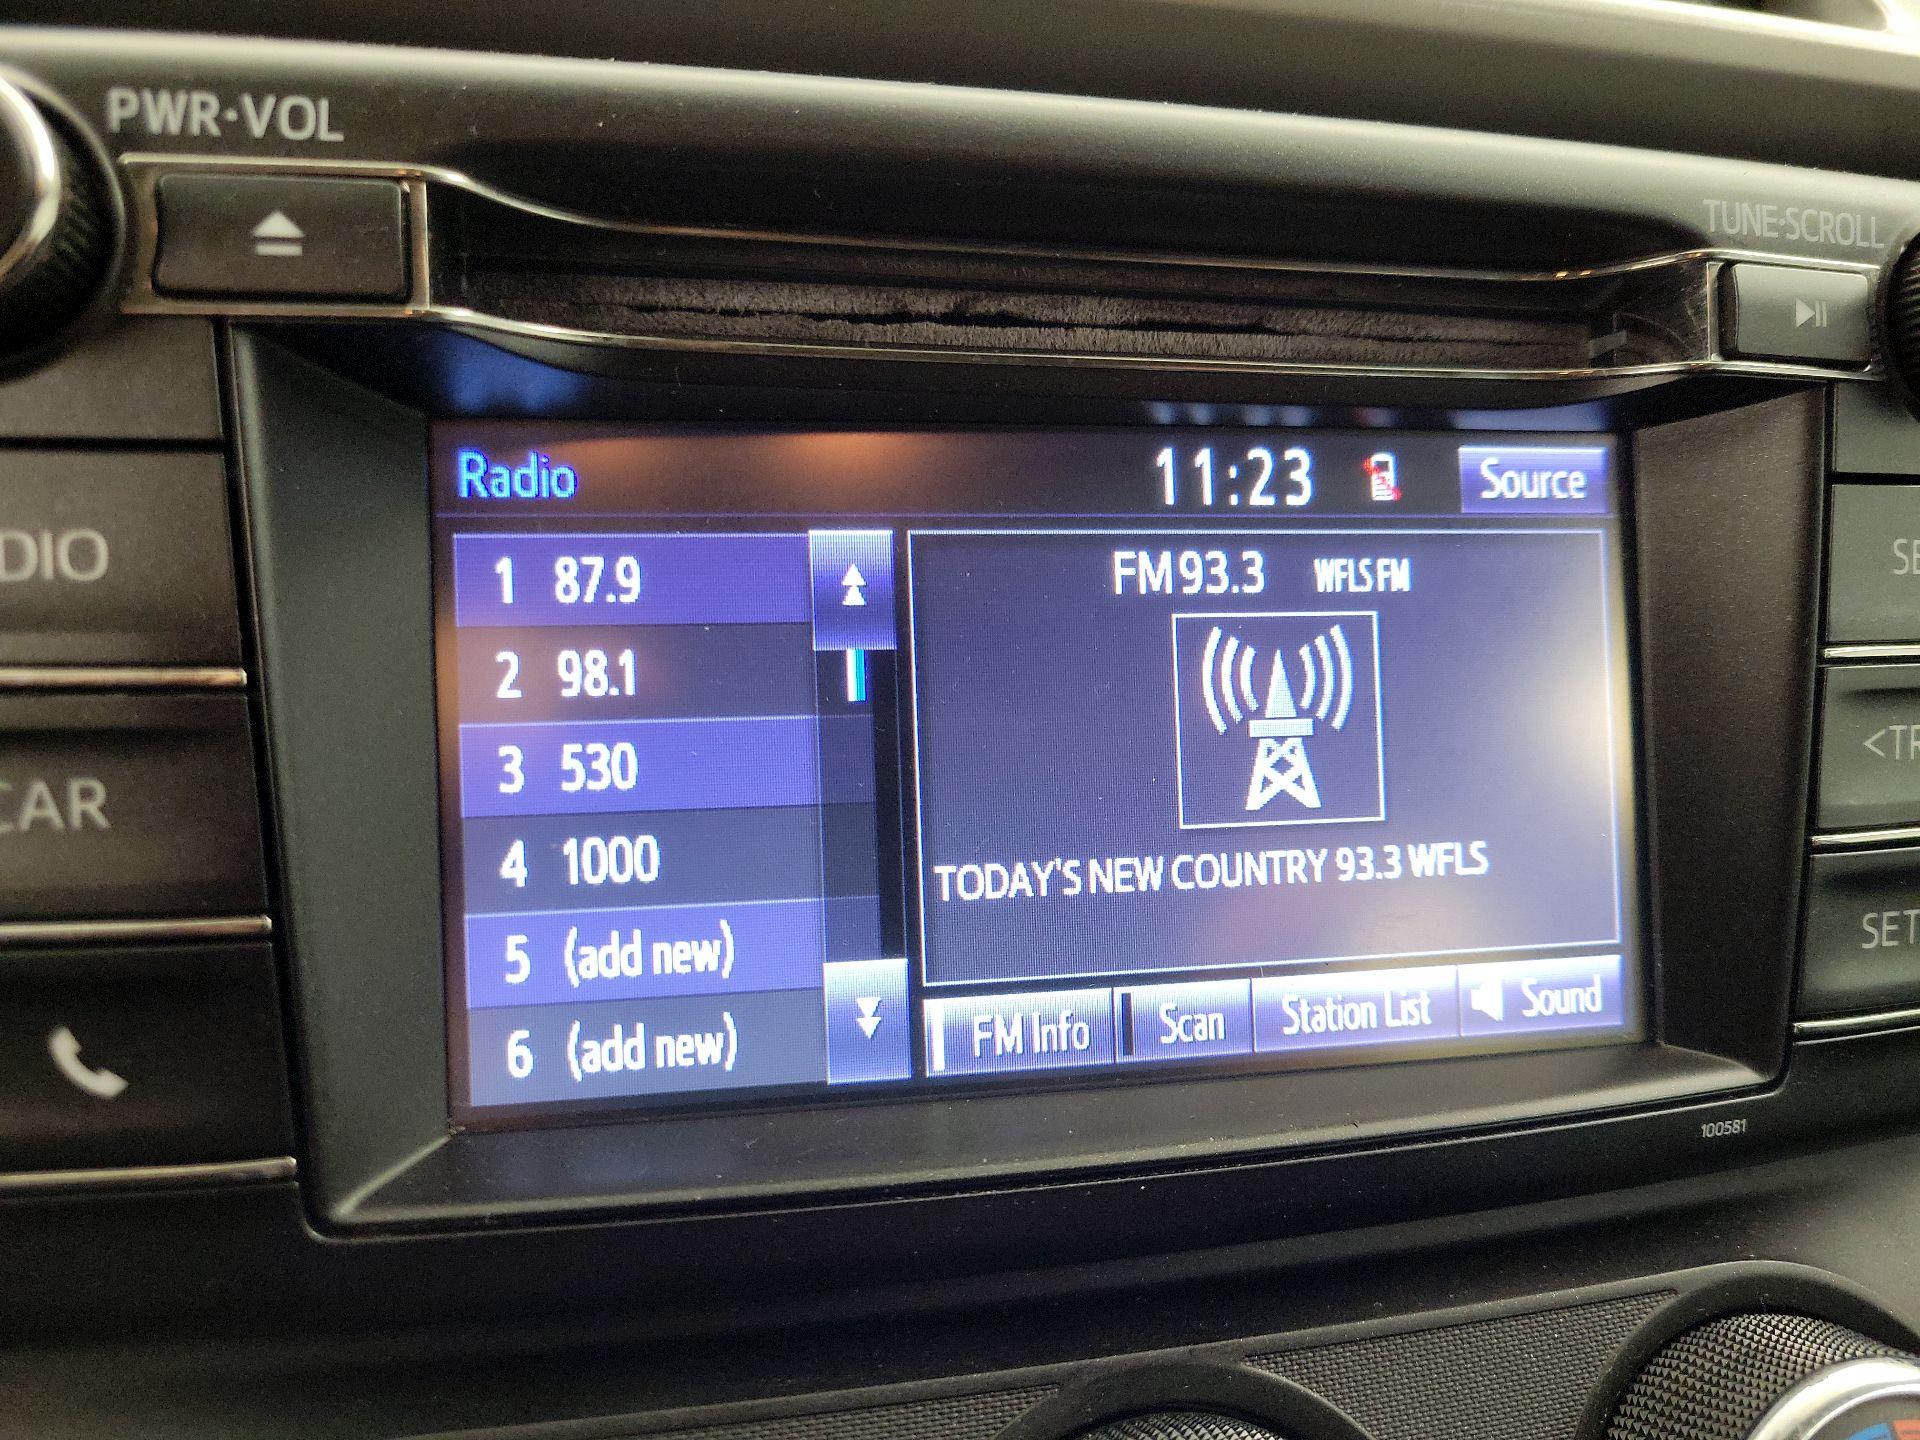 PWR·VOL
TUNE·SCROLL
Radio
11:23
Source
1 87.9
2 98.1
3 530
4 1000
5 (add new)
6 (add new)
FM 93.3 WFLS FM
TODAY'S NEW COUNTRY 93.3 WFLS
FM Info
Scan
Station List
Sound
DIO
CAR
SE
<TR
SET
100581